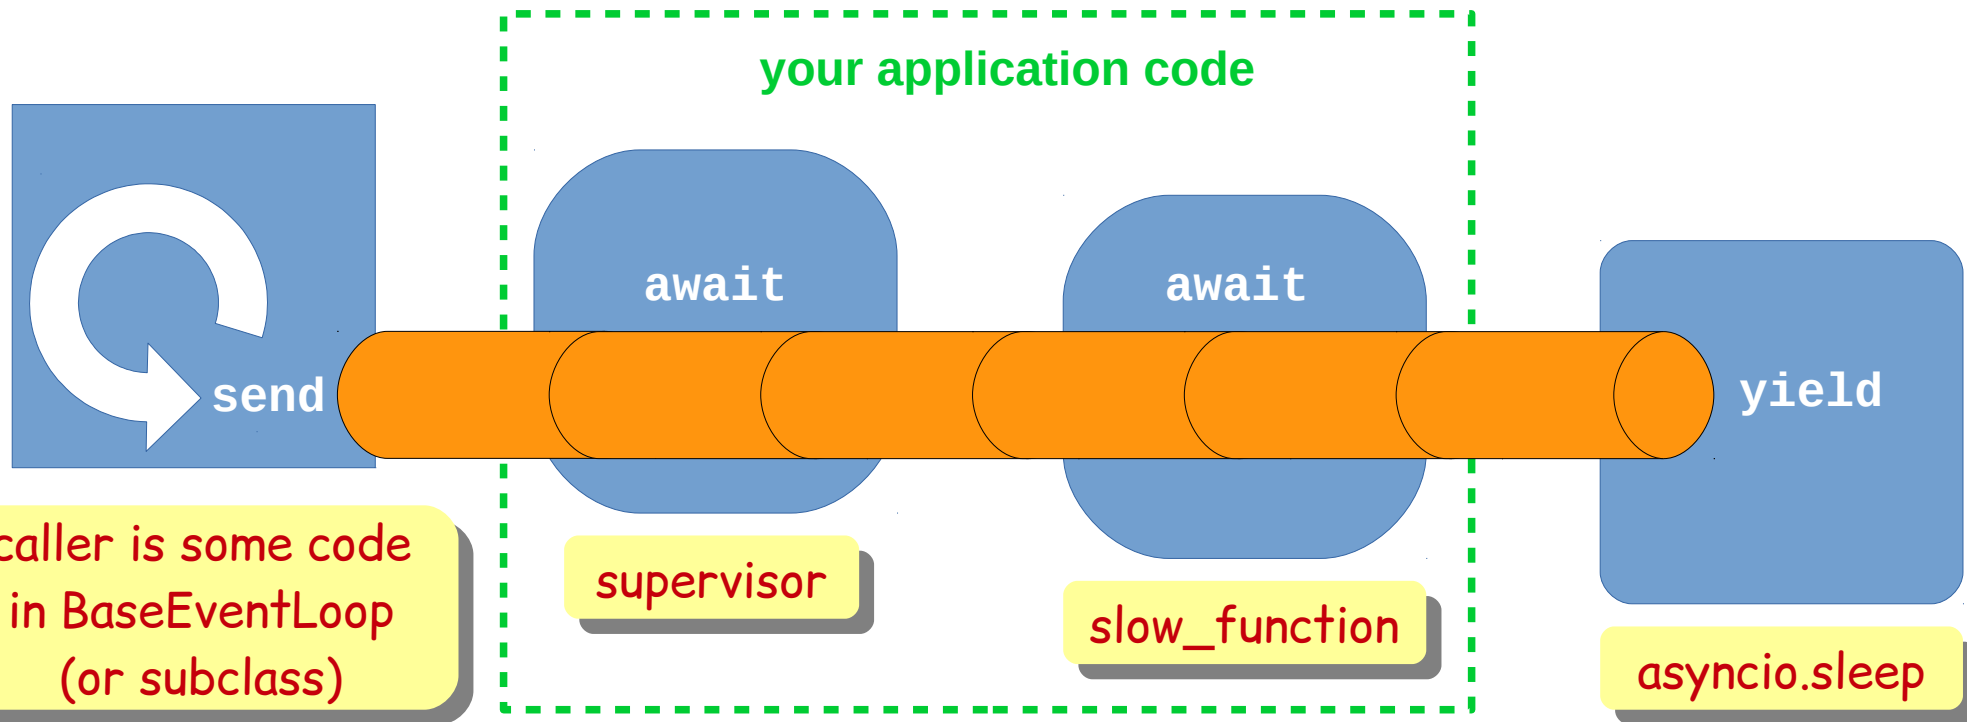 your application code
await
await
send
yield
caller is some code
in BaseEventLoop
(or subclass)
supervisor
slow_function
asyncio.sleep